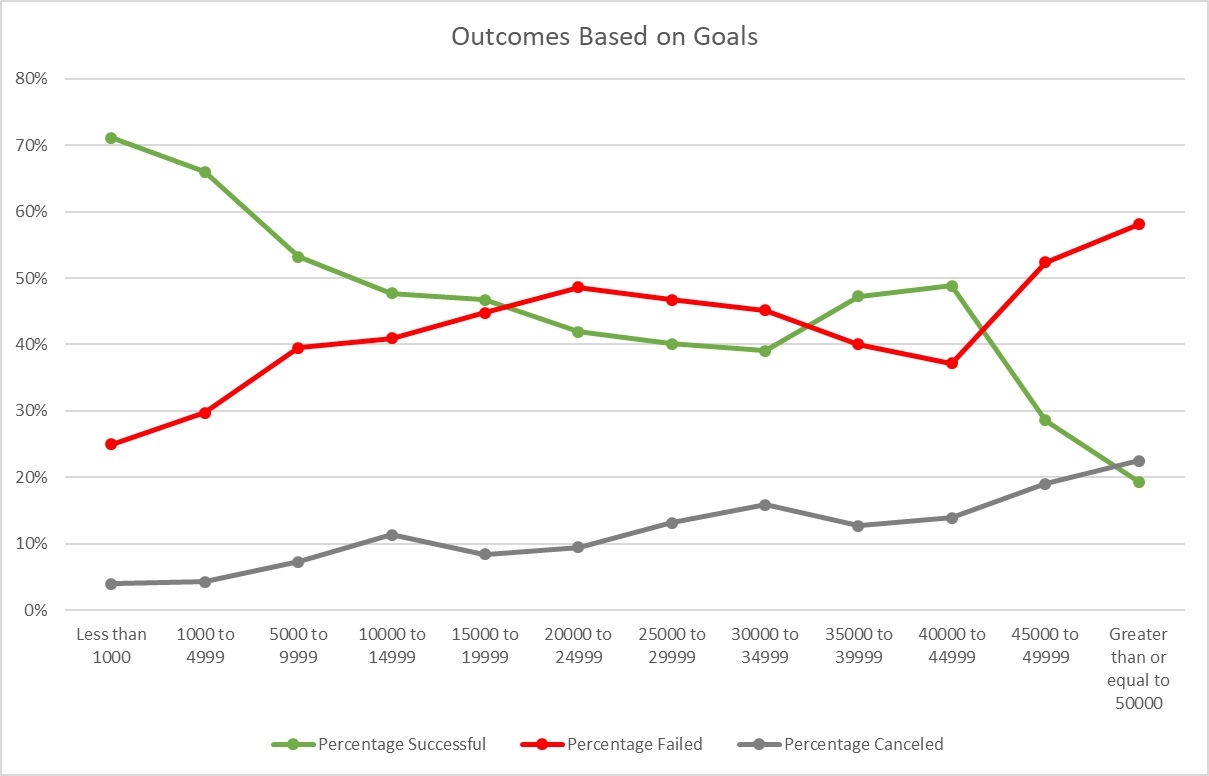 Outcomes Based on Goals
80%
70%
60%
50%
40%
30%
20%
10%
0%
Less than
1000
1000 to
4999
5000 to
9999
10000 to
14999
15000 to
19999
20000 to
24999
25000 to
29999
30000 to
34999
35000 to
39999
40000 to
44999
45000 to
49999
Greater
than or
equal to
50000
Percentage Successful
Percentage Failed
Percentage Canceled